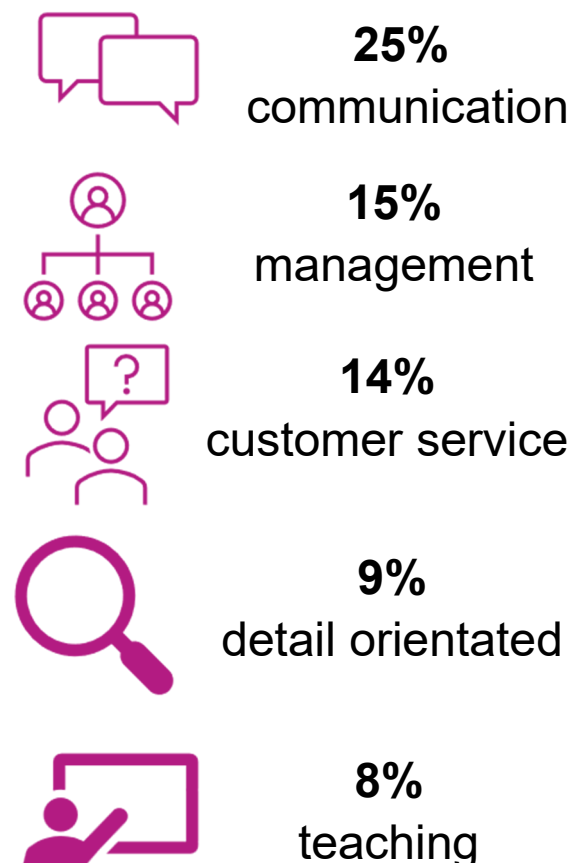 25%
communication
15%
management
?
14%
customer service
9%
detail orientated
8%
teaching